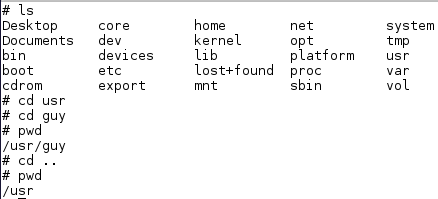 # ls
Desktop core home net system
Documents dev kernel opt tmp
bin devices lib platform usr
boot etc lost+found proc var
cdrom export mnt sbin vol
# cd usr
# cd guy
# pwd
/usr/guy
# cd ..
# pwd
/usr